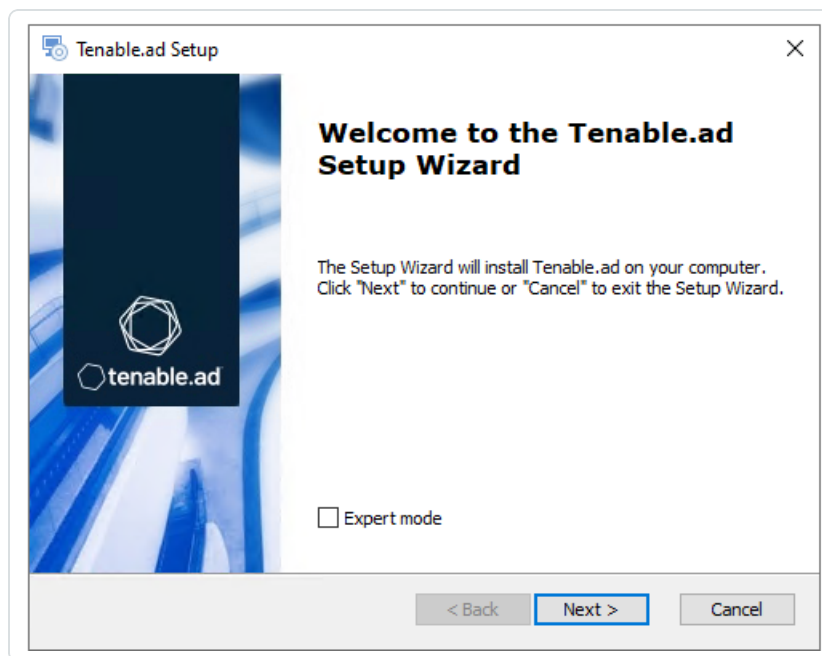 Tenable.ad Setup
Welcome to the Tenable.ad
Setup Wizard
The Setup Wizard will install Tenable.ad on your computer.
Click "Next" to continue or "Cancel" to exit the Setup Wizard.
tenable.ad
Expert mode
< Back
Next >
Cancel